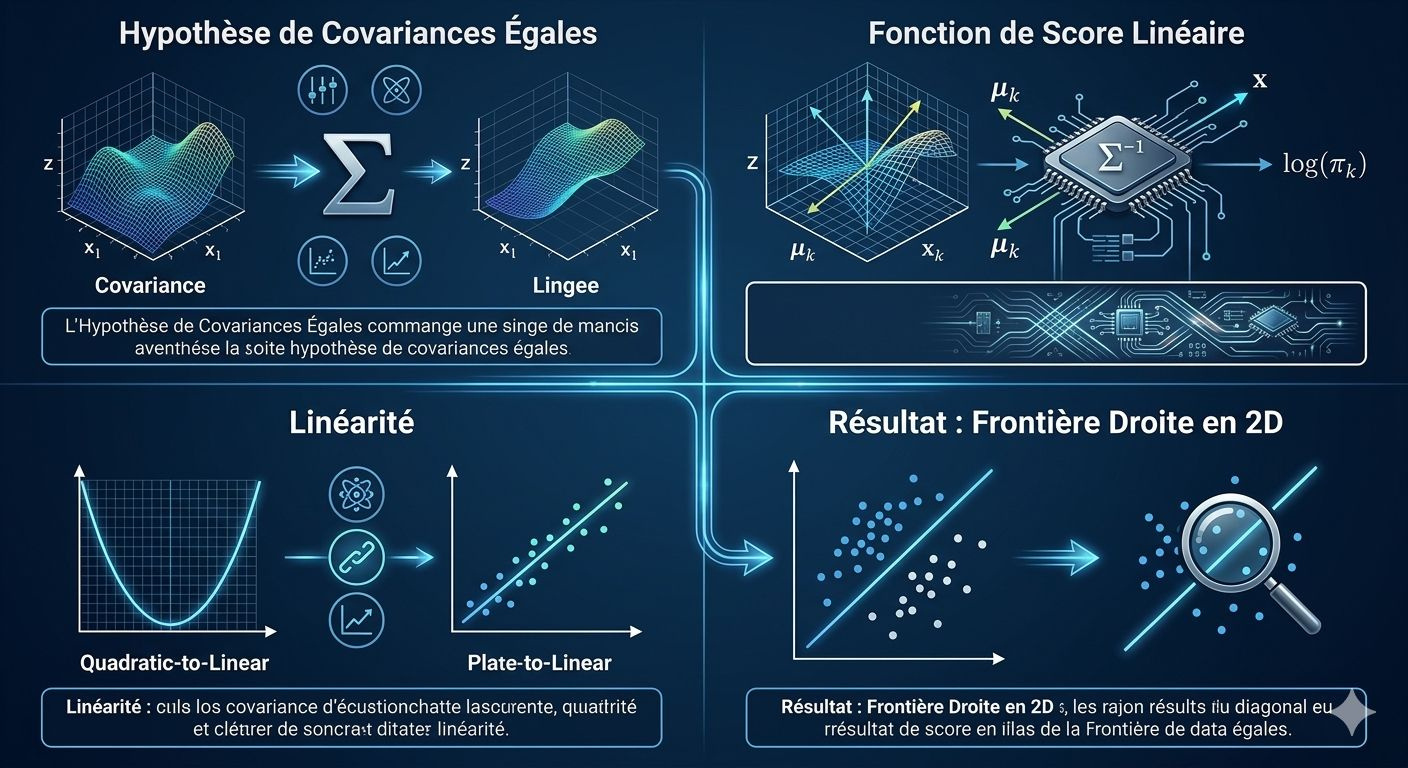 Hypothèse de Covariances Égales
Z
x₁
x₁
Covariance
Σ
Z
x₁
x₁
Lingee
L'Hypothèse de Covariances Égales commange une singe de mancis
aventhése la soite hypothèse de covariances égales.
Fonction de Score Linéaire
Z
μₖ
xₖ
μₖ
x
Σ⁻¹
log(πₖ)
μₖ
Linéarité
Quadratic-to-Linear
Plate-to-Linear
Linéarité : culs los covariance d'écustionchatte lascurente, quattrité
et clétrer de soncrat ditater linéarité.
Résultat : Frontière Droite en 2D
Résultat : Frontière Droite en 2D s, les rajon résults flu diagonal eu
rrésultat de score en illas de la Frontière de data égales.